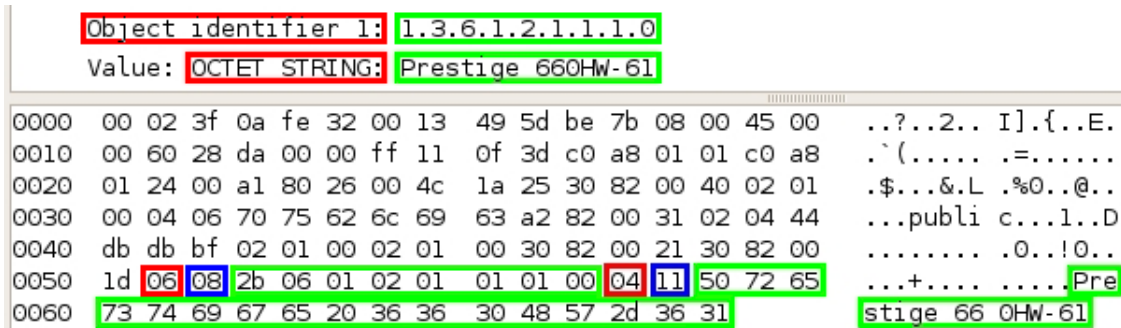 Object identifier 1: 1.3.6.1.2.1.1.1.0
Value: OCTET STRING: Prestige 660HW-61
0000 00 02 3f 0a fe 32 00 13 49 5d be 7b 08 00 45 00 ..?..2.. I].{..E.
0010 00 60 28 da 00 00 ff 11 0f 3d c0 a8 01 01 c0 a8 .`(..... .=......
0020 01 24 00 a1 80 26 00 4c 1a 25 30 82 00 40 02 01 .$...&.L .%0..@..
0030 00 04 06 70 75 62 6c 69 63 a2 82 00 31 02 04 44 ...publi c...1..D
0040 db db bf 02 01 00 02 01 00 30 82 00 21 30 82 00 ........ .0..!0..
0050 1d 06 08 2b 06 01 02 01 01 01 00 04 11 50 72 65 ...+.... .....Pre
0060 73 74 69 67 65 20 36 36 30 48 57 2d 36 31 stige 66 0HW-61